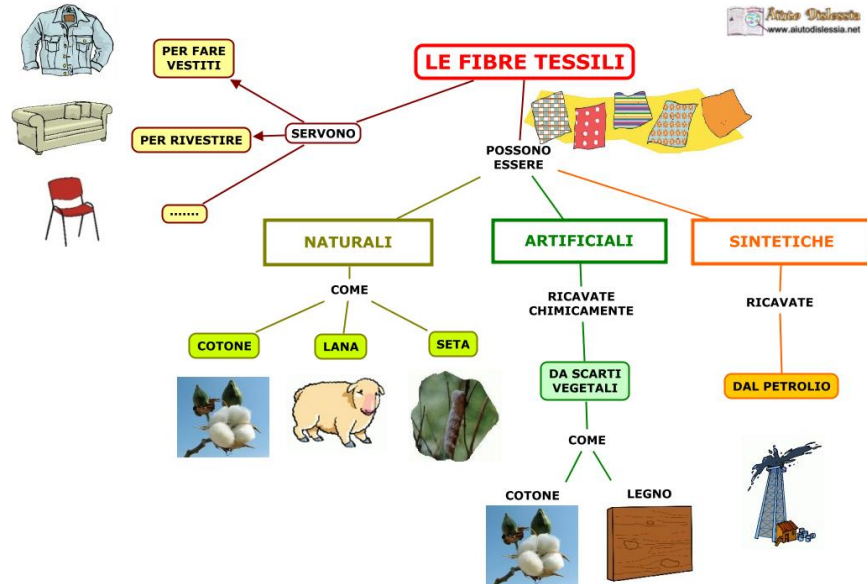 Aiuto Dislessia
www.aiutodislessia.net
LE FIBRE TESSILI
PER FARE
VESTITI
SERVONO
PER RIVESTIRE
.......
POSSONO
ESSERE
NATURALI
ARTIFICIALI
SINTETICHE
COME
RICAVATE
CHIMICAMENTE
RICAVATE
COTONE
LANA
SETA
DA SCARTI
VEGETALI
DAL PETROLIO
COME
COTONE
LEGNO